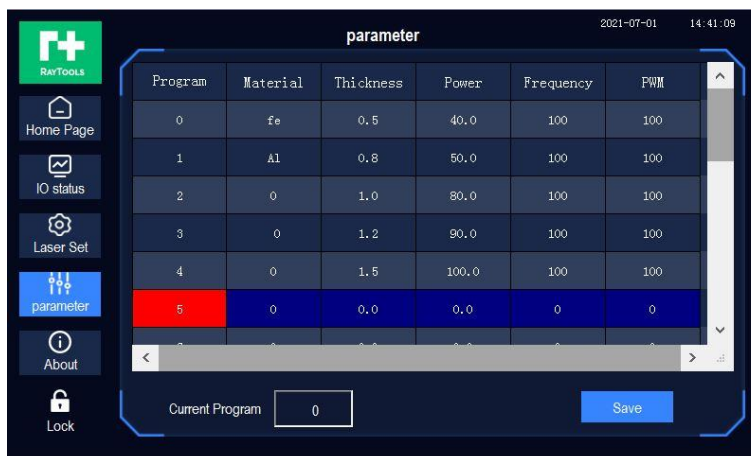 2021-07-01 14:41:09
parameter
RAYTOOLS
Home Page
IO status
Laser Set
parameter
About
Lock
Program Material Thickness Power Frequency PWM
0 fe 0.5 40.0 100 100
1 Al 0.8 50.0 100 100
2 0 1.0 80.0 100 100
3 0 1.2 90.0 100 100
4 0 1.5 100.0 100 100
5 0 0.0 0.0 0 0
Current Program 0
Save